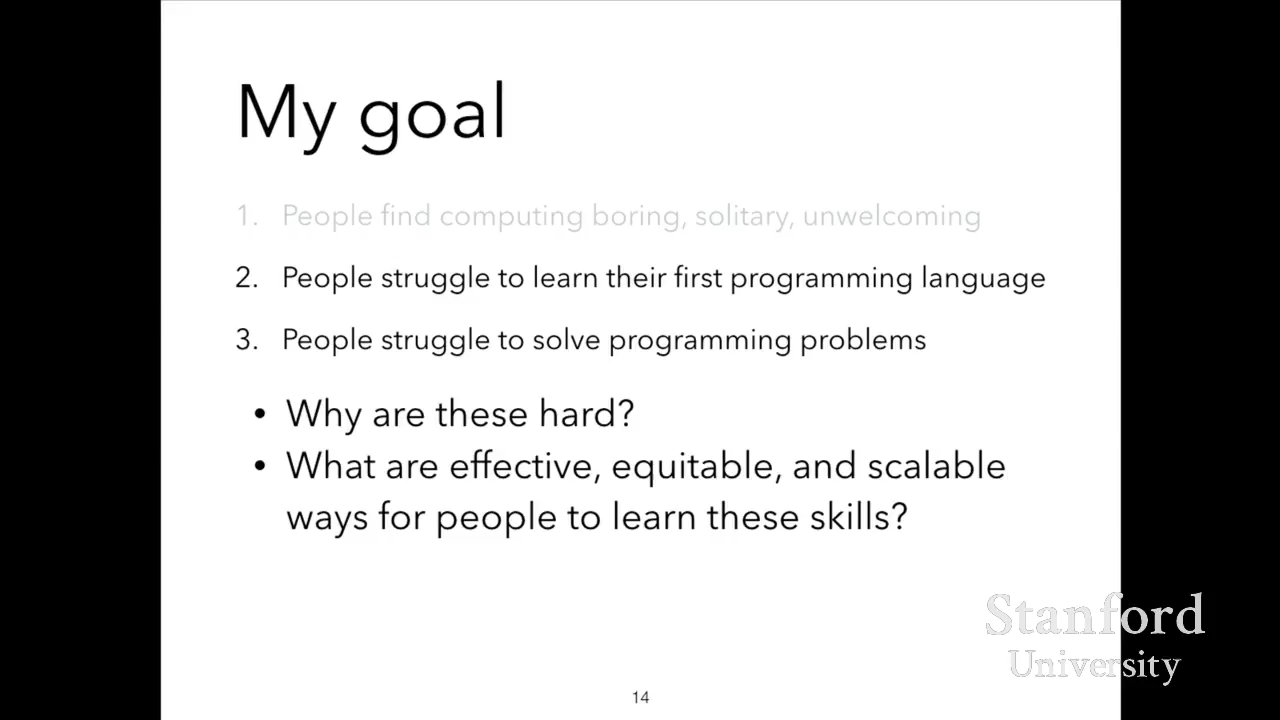 My goal
1. People find computing boring, solitary, unwelcoming
2. People struggle to learn their first programming language
3. People struggle to solve programming problems
• Why are these hard?
• What are effective, equitable, and scalable
ways for people to learn these skills?
Stanford
University
14